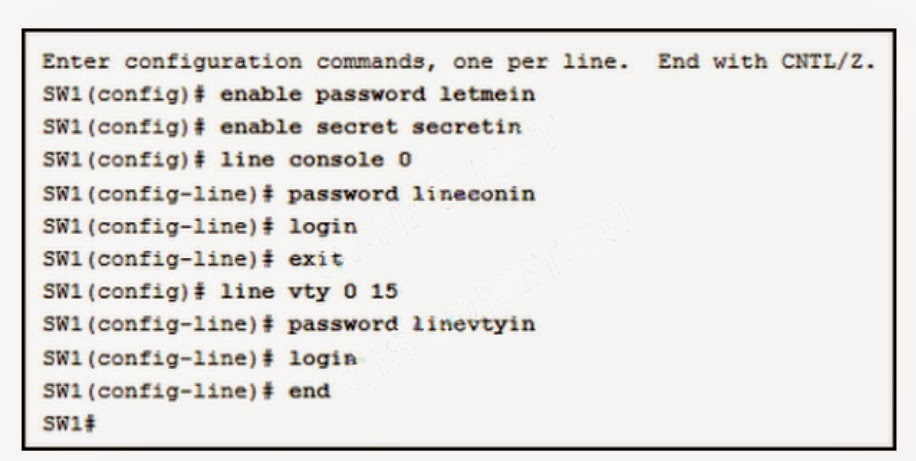 Enter configuration commands, one per line. End with CNTL/Z.
SW1(config)# enable password letmein
SW1(config)# enable secret secretin
SW1(config)# line console 0
SW1(config-line)# password lineconin
SW1(config-line)# login
SW1(config-line)# exit
SW1(config)# line vty 0 15
SW1(config-line)# password linevtyin
SW1(config-line)# login
SW1(config-line)# end
SW1#